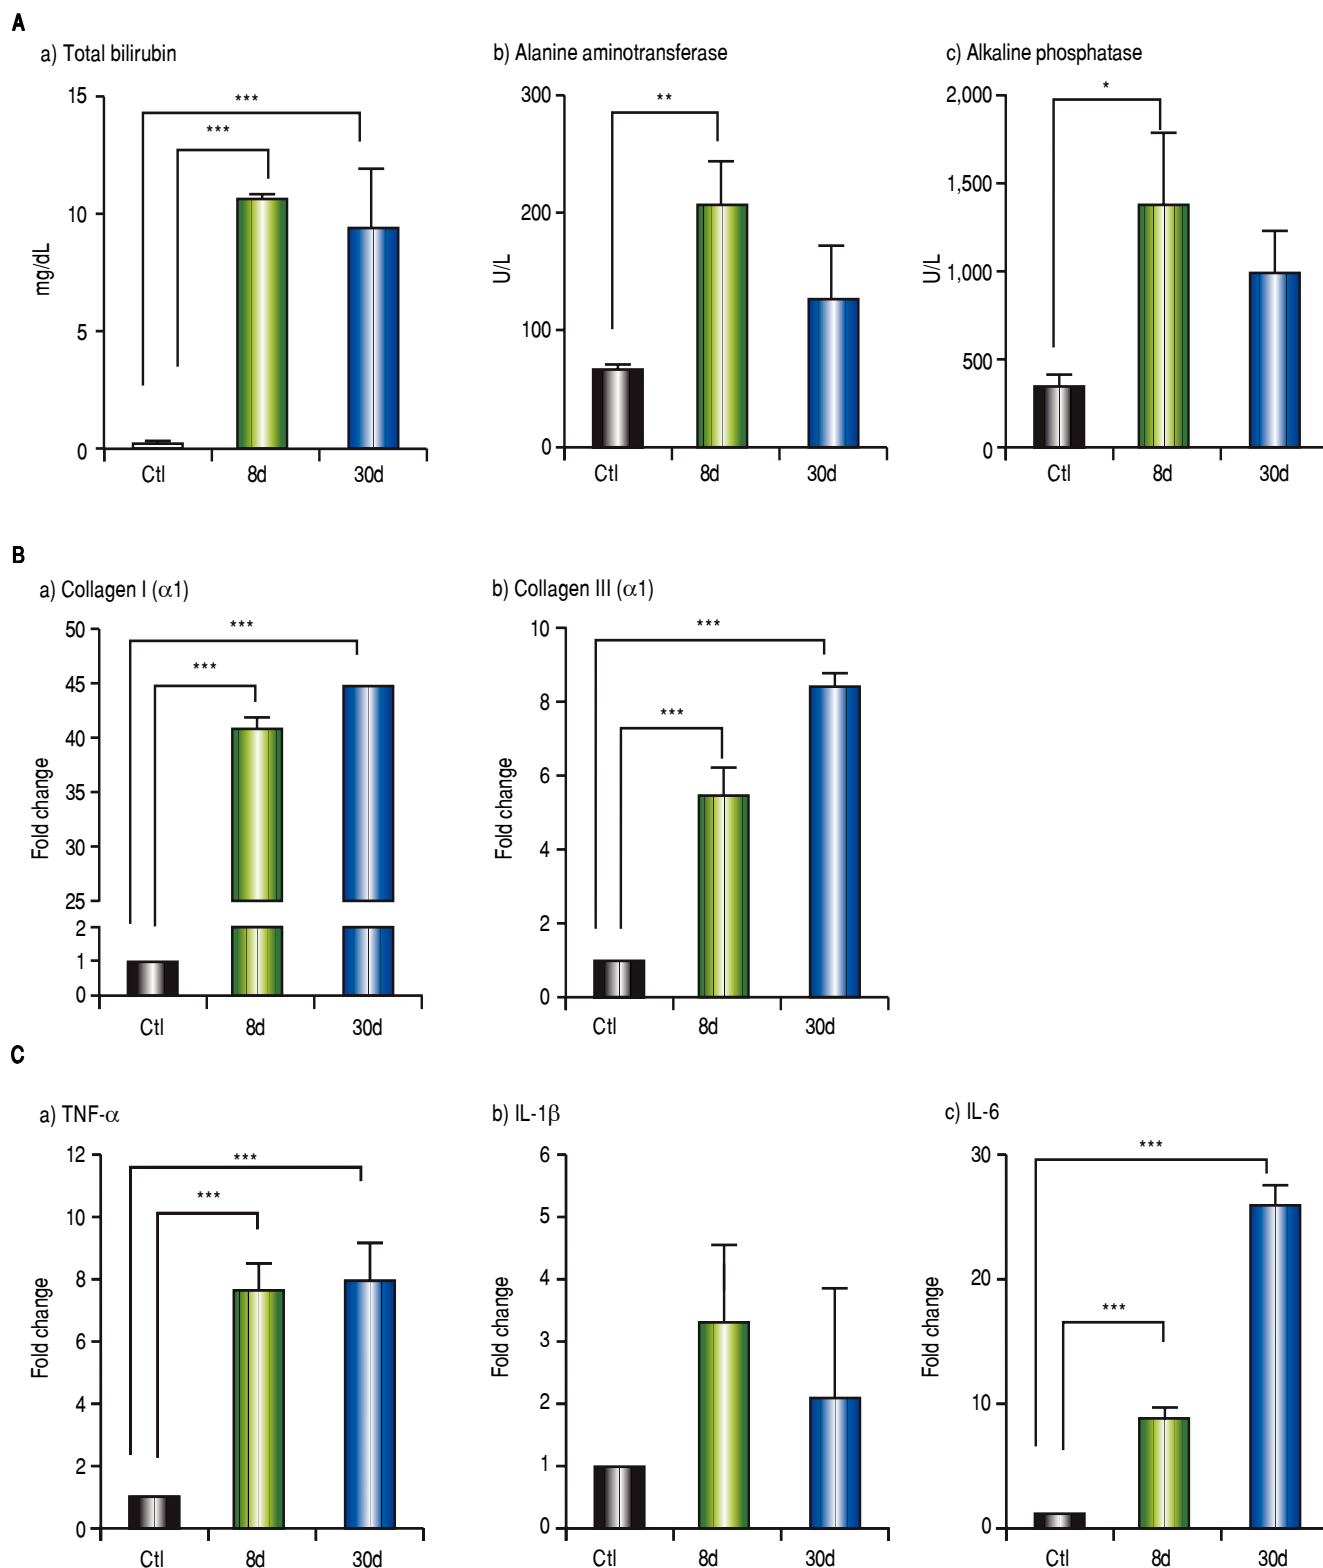 A
a) Total bilirubin
b) Alanine aminotransferase
c) Alkaline phosphatase
15
10
5
0
mg/dL
***
***
Ctl
8d
30d
300
200
100
0
U/L
**
Ctl
8d
30d
2,000
1,500
1,000
500
0
U/L
*
Ctl
8d
30d
B
a) Collagen I (α1)
b) Collagen III (α1)
50
45
40
35
30
25
2
1
0
Fold change
***
***
Ctl
8d
30d
10
8
6
4
2
0
Fold change
***
***
Ctl
8d
30d
C
a) TNF-α
b) IL-1β
c) IL-6
12
10
8
6
4
2
0
Fold change
***
***
Ctl
8d
30d
6
5
4
3
2
1
0
Fold change
Ctl
8d
30d
30
20
10
0
Fold change
***
***
Ctl
8d
30d